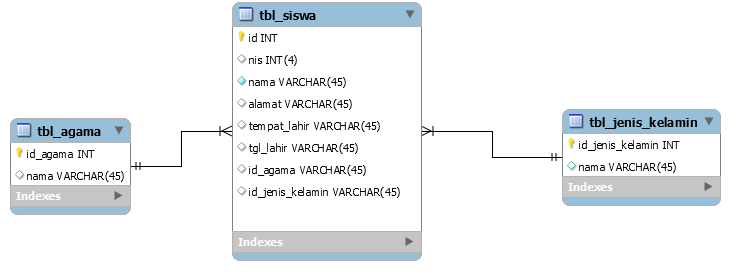 tbl_siswa
id INT
nis INT(4)
nama VARCHAR(45)
alamat VARCHAR(45)
tempat_lahir VARCHAR(45)
tgl_lahir VARCHAR(45)
id_agama VARCHAR(45)
id_jenis_kelamin VARCHAR(45)
Indexes
tbl_agama
id_agama INT
nama VARCHAR(45)
Indexes
tbl_jenis_kelamin
id_jenis_kelamin INT
nama VARCHAR(45)
Indexes